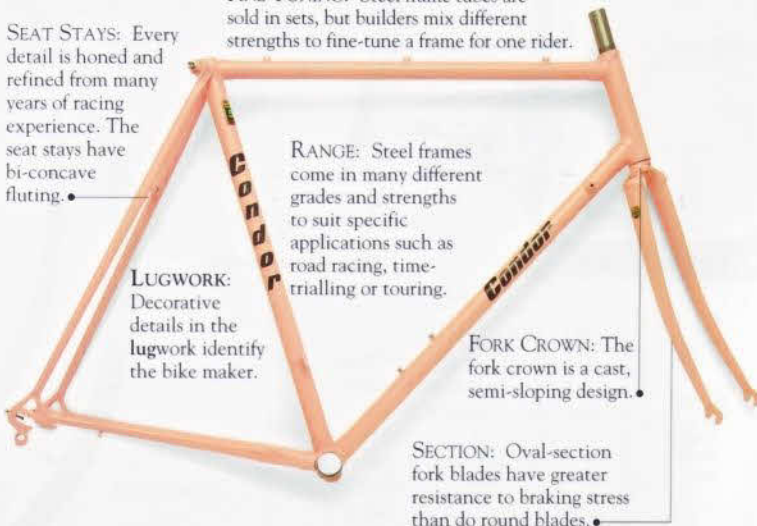 sold in sets, but builders mix different
strengths to fine-tune a frame for one rider.
SEAT STAYS: Every
detail is honed and
refined from many
years of racing
experience. The
seat stays have
bi-concave
fluting.
RANGE: Steel frames
come in many different
grades and strengths
to suit specific
applications such as
road racing, time-
trialling or touring.
Condor
Condor
LUGWORK:
Decorative
details in the
lugwork identify
the bike maker.
FORK CROWN: The
fork crown is a cast,
semi-sloping design.
SECTION: Oval-section
fork blades have greater
resistance to braking stress
than do round blades.